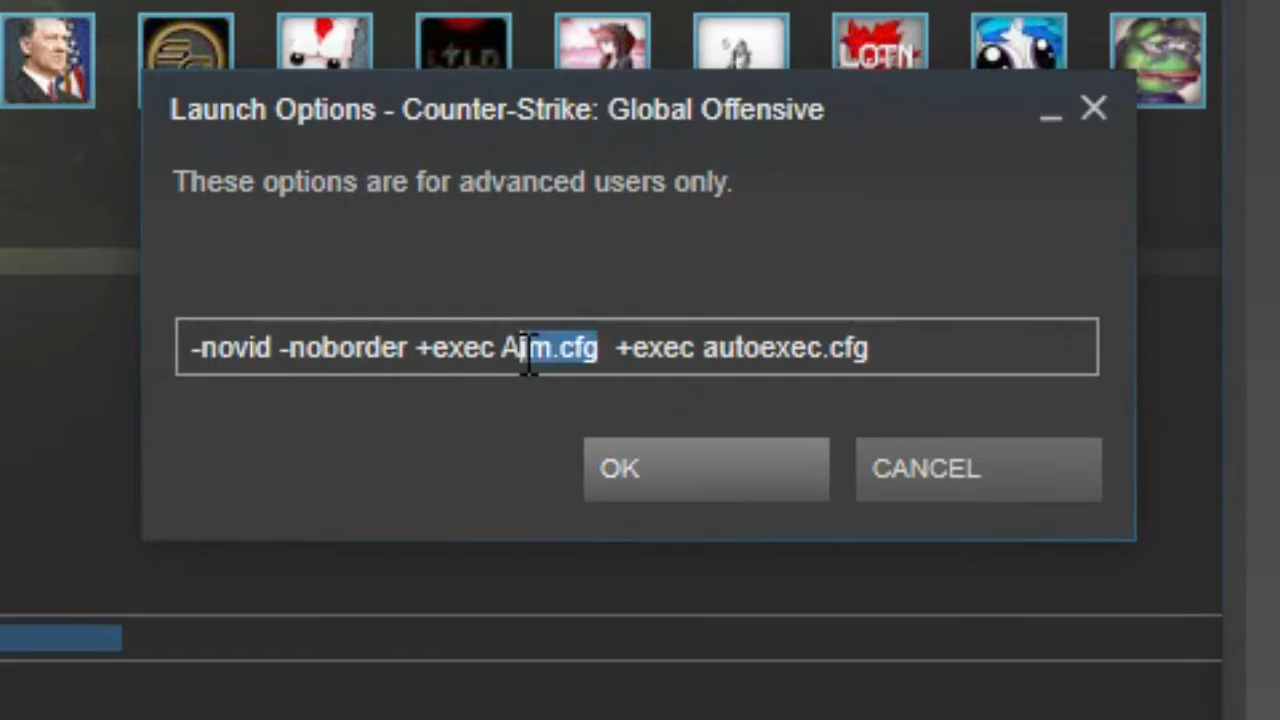 LOTN
Launch Options - Counter-Strike: Global Offensive
These options are for advanced users only.
-novid -noborder +exec Aim.cfg  +exec autoexec.cfg
OK
CANCEL